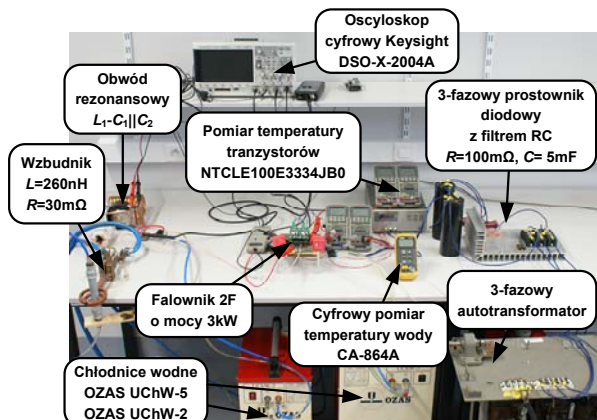 Oscyloskop
cyfrowy Keysight
DSO-X-2004A
Obwód
rezonansowy
L₁-C₁||C₂
Pomiar temperatury
tranzystorów
NTCLE100E3334JB0
3-fazowy prostownik
diodowy
z filtrem RC
R=100mΩ, C= 5mF
Wzbudnik
L=260nH
R=30mΩ
Falownik 2F
o mocy 3kW
Cyfrowy pomiar
temperatury wody
CA-864A
3-fazowy
autotransformator
Chłodnice wodne
OZAS UChW-5
OZAS UChW-2
OZAS
OZAS